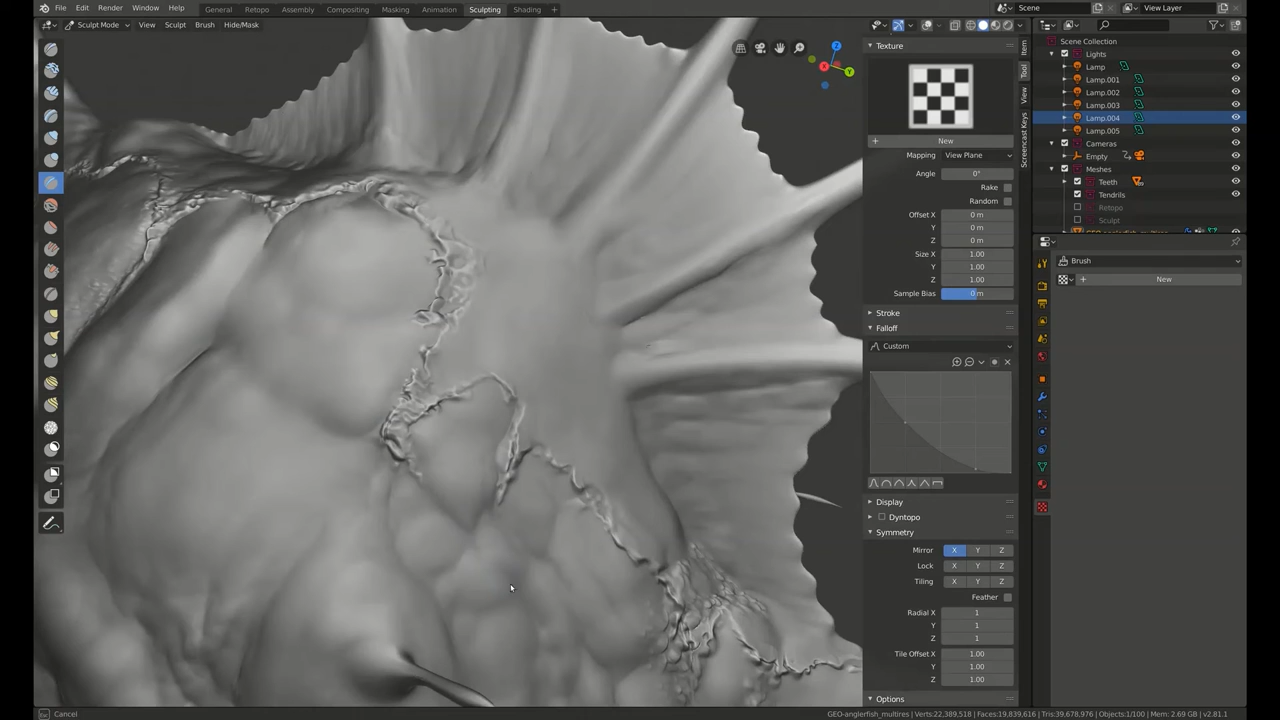 File Edit Render Window Help General Retopo Assembly Compositing Masking Animation Sculpting Shading + Scene View Layer
Sculpt Mode View Sculpt Brush Hide/Mask
Item
Tool
View
Screencast Keys
Texture
+ New
Mapping View Plane
Angle 0°
Rake
Random
Offset X 0 m
Y 0 m
Z 0 m
Size X 1.00
Y 1.00
Z 1.00
Sample Bias 0 m
Stroke
Falloff
Custom
Display
Dyntopo
Symmetry
Mirror X Y Z
Lock X Y Z
Tiling X Y Z
Feather
Radial X 1
Y 1
Z 1
Tile Offset X 1.00
Y 1.00
Z 1.00
Options
Scene Collection
Lights
Lamp
Lamp.001
Lamp.002
Lamp.003
Lamp.004
Lamp.005
Cameras
Empty
Meshes
Teeth
Tendrils
Retopo
Sculpt
GEO-anglerfish_multires
Brush
+ New
Cancel
GEO-anglerfish_multires | Verts:22,389,518 | Faces:19,839,616 | Tris:39,678,976 | Objects:1/100 | Mem: 2.69 GB | v2.81.1